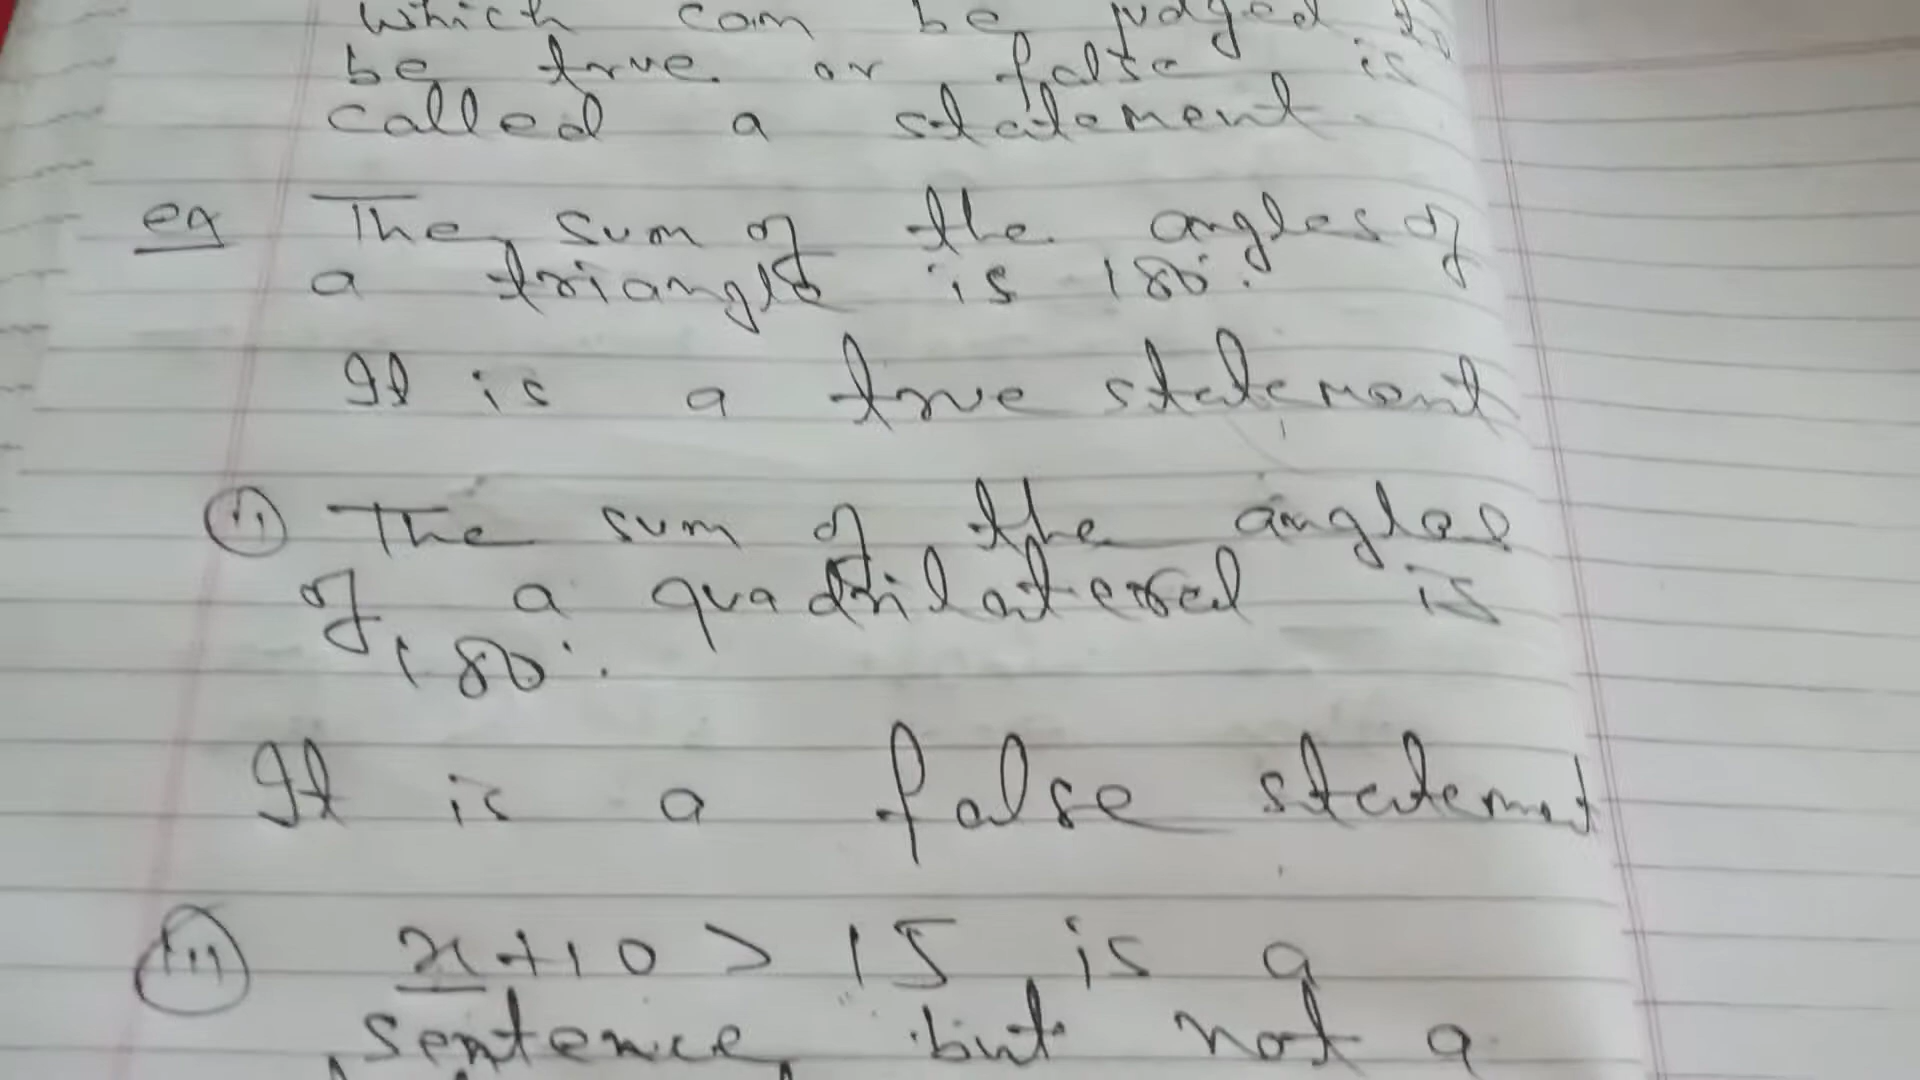 which can be judged to
be true or false is
called a statement.
eg The sum of the angles of
a triangle is 180°.
It is a true statement
(ii) The sum of the angles
of a quadrilateral is
180°.
It is a false statement
(iii) x+10 > 15 is a
sentence, but not a